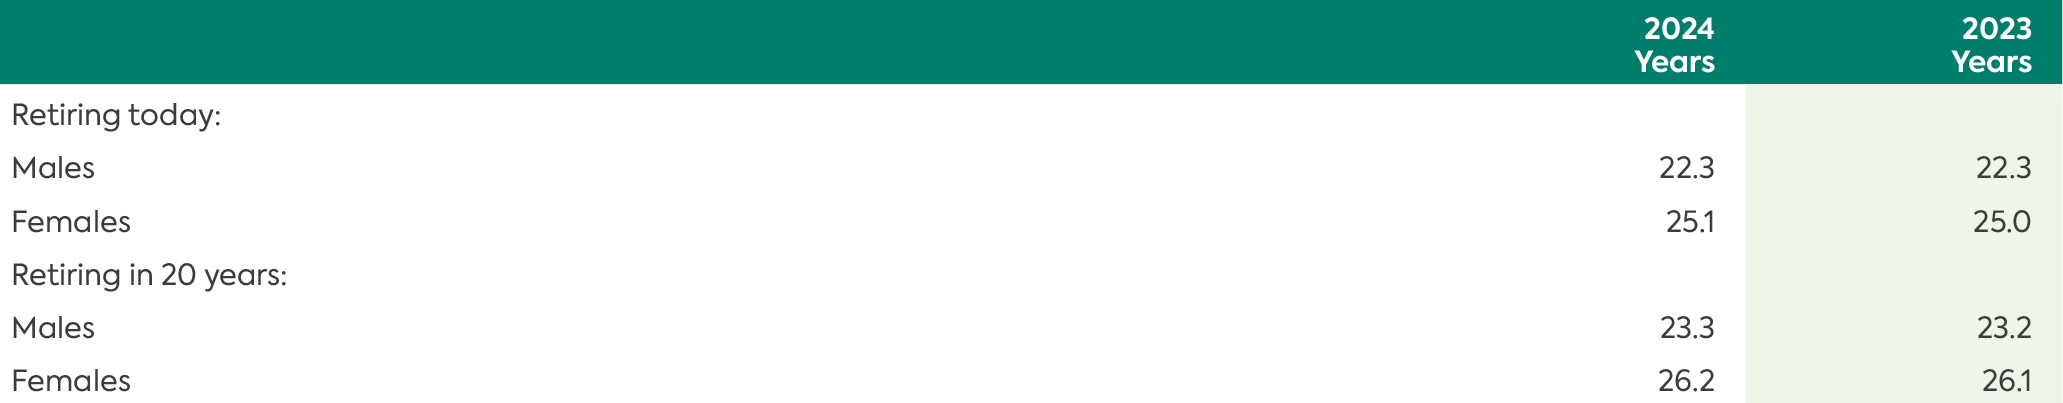 2024 2023
Years Years
Retiring today:
Males 22.3 22.3
Females 25.1 25.0
Retiring in 20 years:
Males 23.3 23.2
Females 26.2 26.1